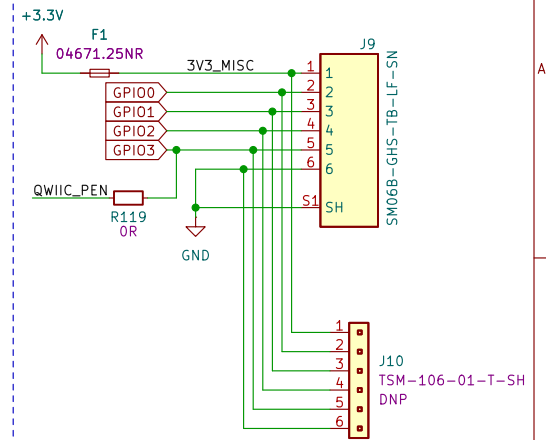 +3.3V
F1
04671.25NR
J9
3V3_MISC
1 1
GPIO0
2 2
GPIO1
3 3
GPIO2
4 4
GPIO3
5 5
6 6
QWIIC_PEN
R119
0R
S1 SH
GND
SM06B-GHS-TB-LF-SN
A
1
2
3
4
5
6
J10
TSM-106-01-T-SH
DNP